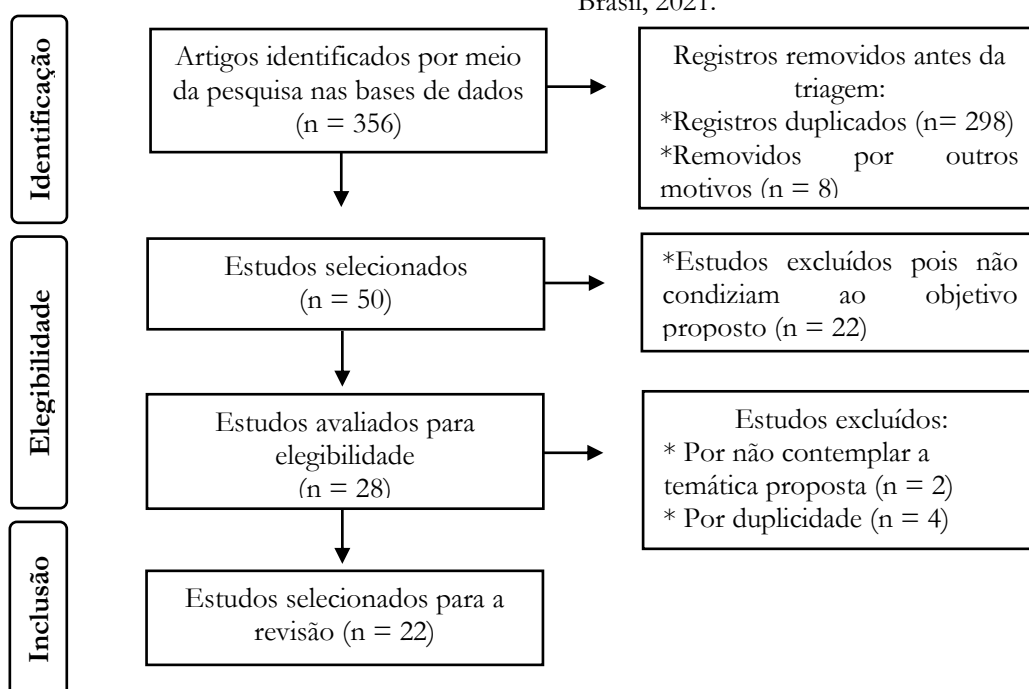 Brasil, 2021.
Identificação
Artigos identificados por meio
da pesquisa nas bases de dados
(n = 356)
Registros removidos antes da
triagem:
*Registros duplicados (n= 298)
*Removidos por outros
motivos (n = 8)
Elegibilidade
Estudos selecionados
(n = 50)
*Estudos excluídos pois não
condiziam ao objetivo
proposto (n = 22)
Estudos avaliados para
elegibilidade
(n = 28)
Estudos excluídos:
* Por não contemplar a
temática proposta (n = 2)
* Por duplicidade (n = 4)
Inclusão
Estudos selecionados para a
revisão (n = 22)